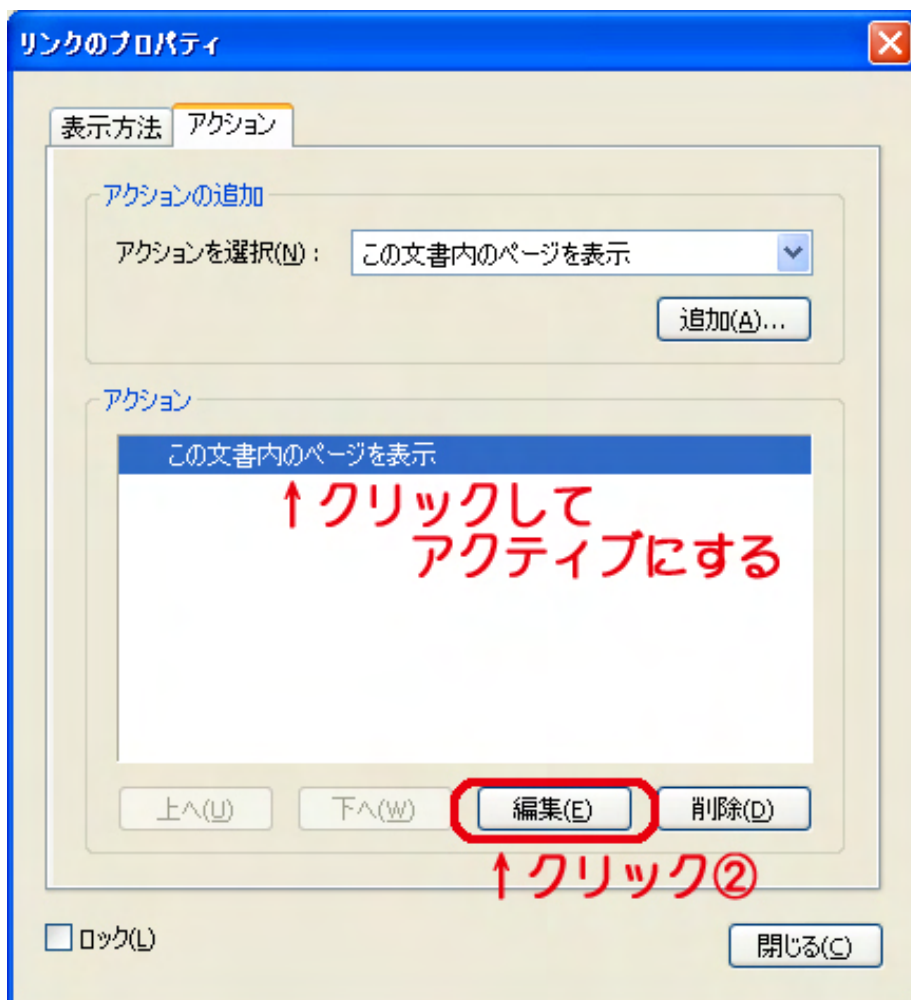 リンクのプロパティ
表示方法 アクション
アクションの追加
アクションを選択(N)： この文書内のページを表示
追加(A)...
アクション
この文書内のページを表示
↑クリックして
アクティブにする
上へ(U) 下へ(W) 編集(E) 削除(D)
↑クリック②
ロック(L)
閉じる(C)